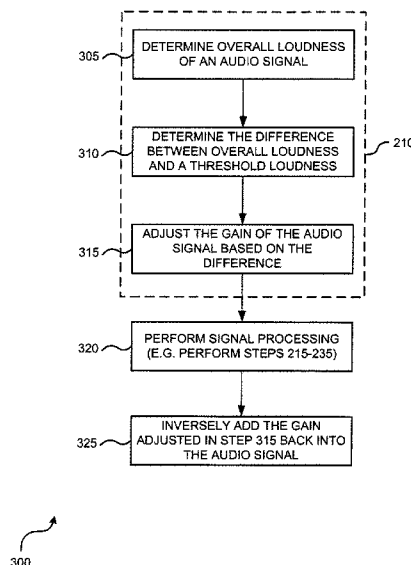 305
DETERMINE OVERALL LOUDNESS
OF AN AUDIO SIGNAL
310
DETERMINE THE DIFFERENCE
BETWEEN OVERALL LOUDNESS
AND A THRESHOLD LOUDNESS
210
315
ADJUST THE GAIN OF THE AUDIO
SIGNAL BASED ON THE
DIFFERENCE
320
PERFORM SIGNAL PROCESSING
(E.G. PERFORM STEPS 215-235)
325
INVERSELY ADD THE GAIN
ADJUSTED IN STEP 315 BACK INTO
THE AUDIO SIGNAL
300